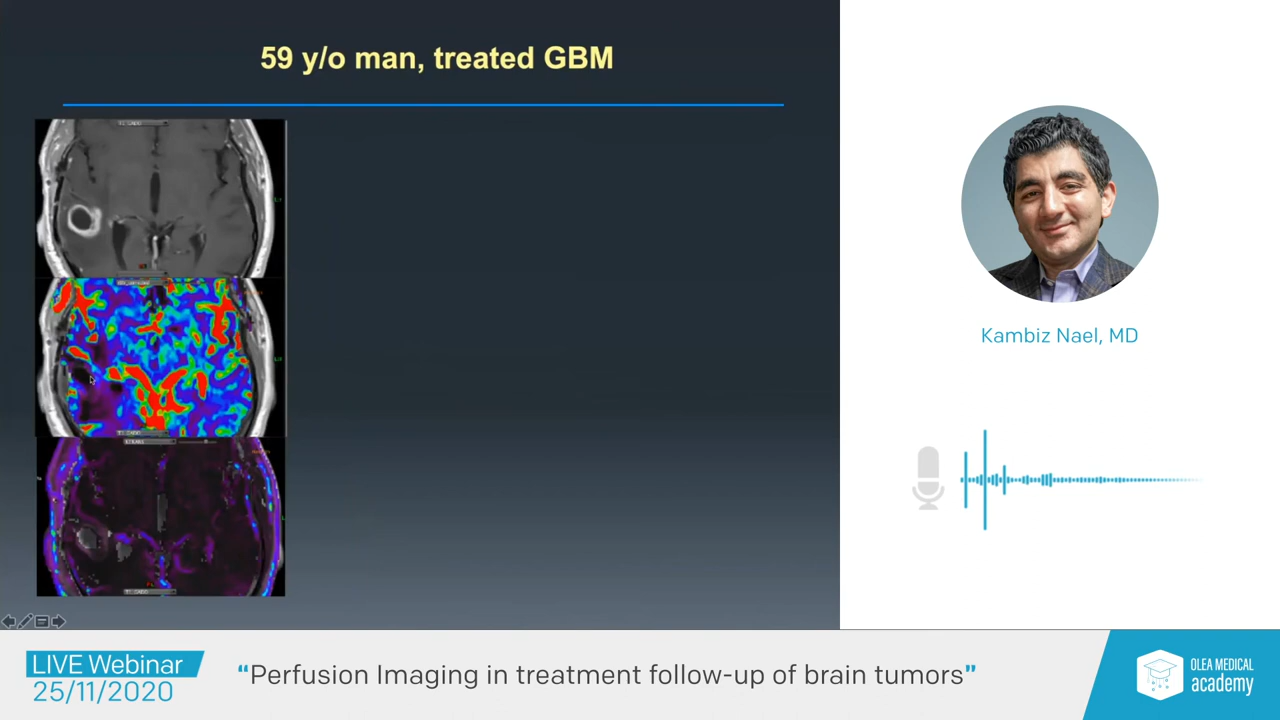 59 y/o man, treated GBM
Kambiz Nael, MD
LIVE Webinar
25/11/2020
“Perfusion Imaging in treatment follow-up of brain tumors”
OLEA MEDICAL
academy